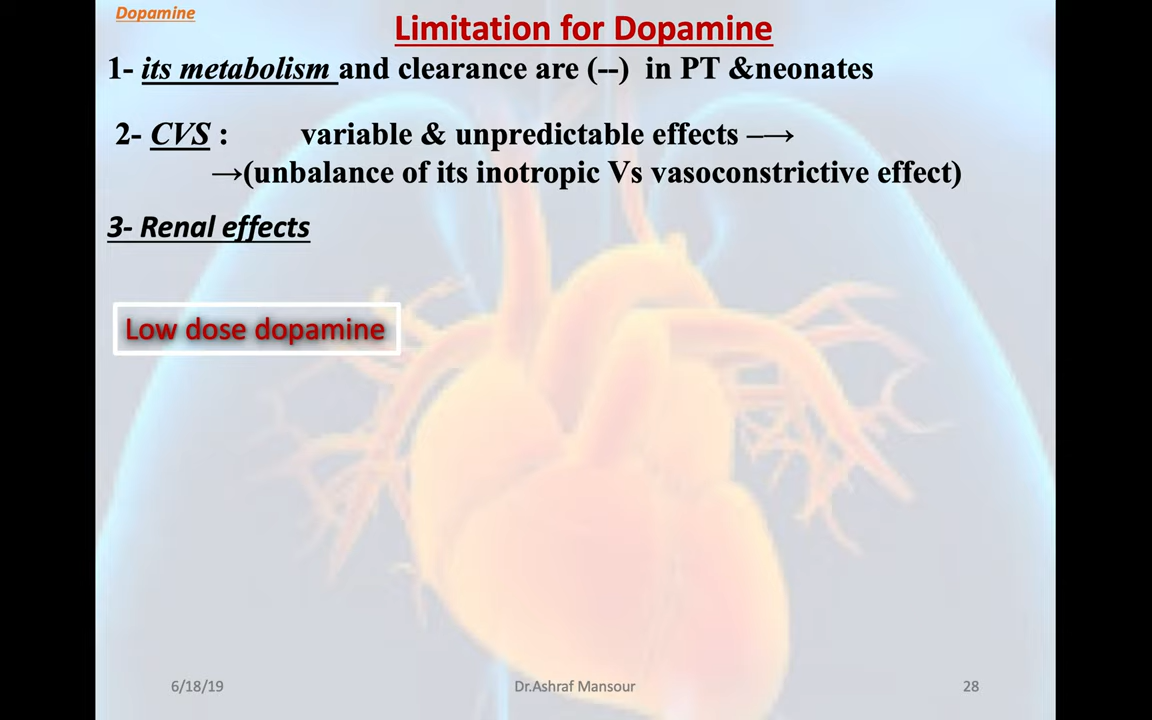 Dopamine
Limitation for Dopamine
1- its metabolism and clearance are (--) in PT &neonates
2- CVS : variable & unpredictable effects –→
→(unbalance of its inotropic Vs vasoconstrictive effect)
3- Renal effects
Low dose dopamine
6/18/19 Dr.Ashraf Mansour 28